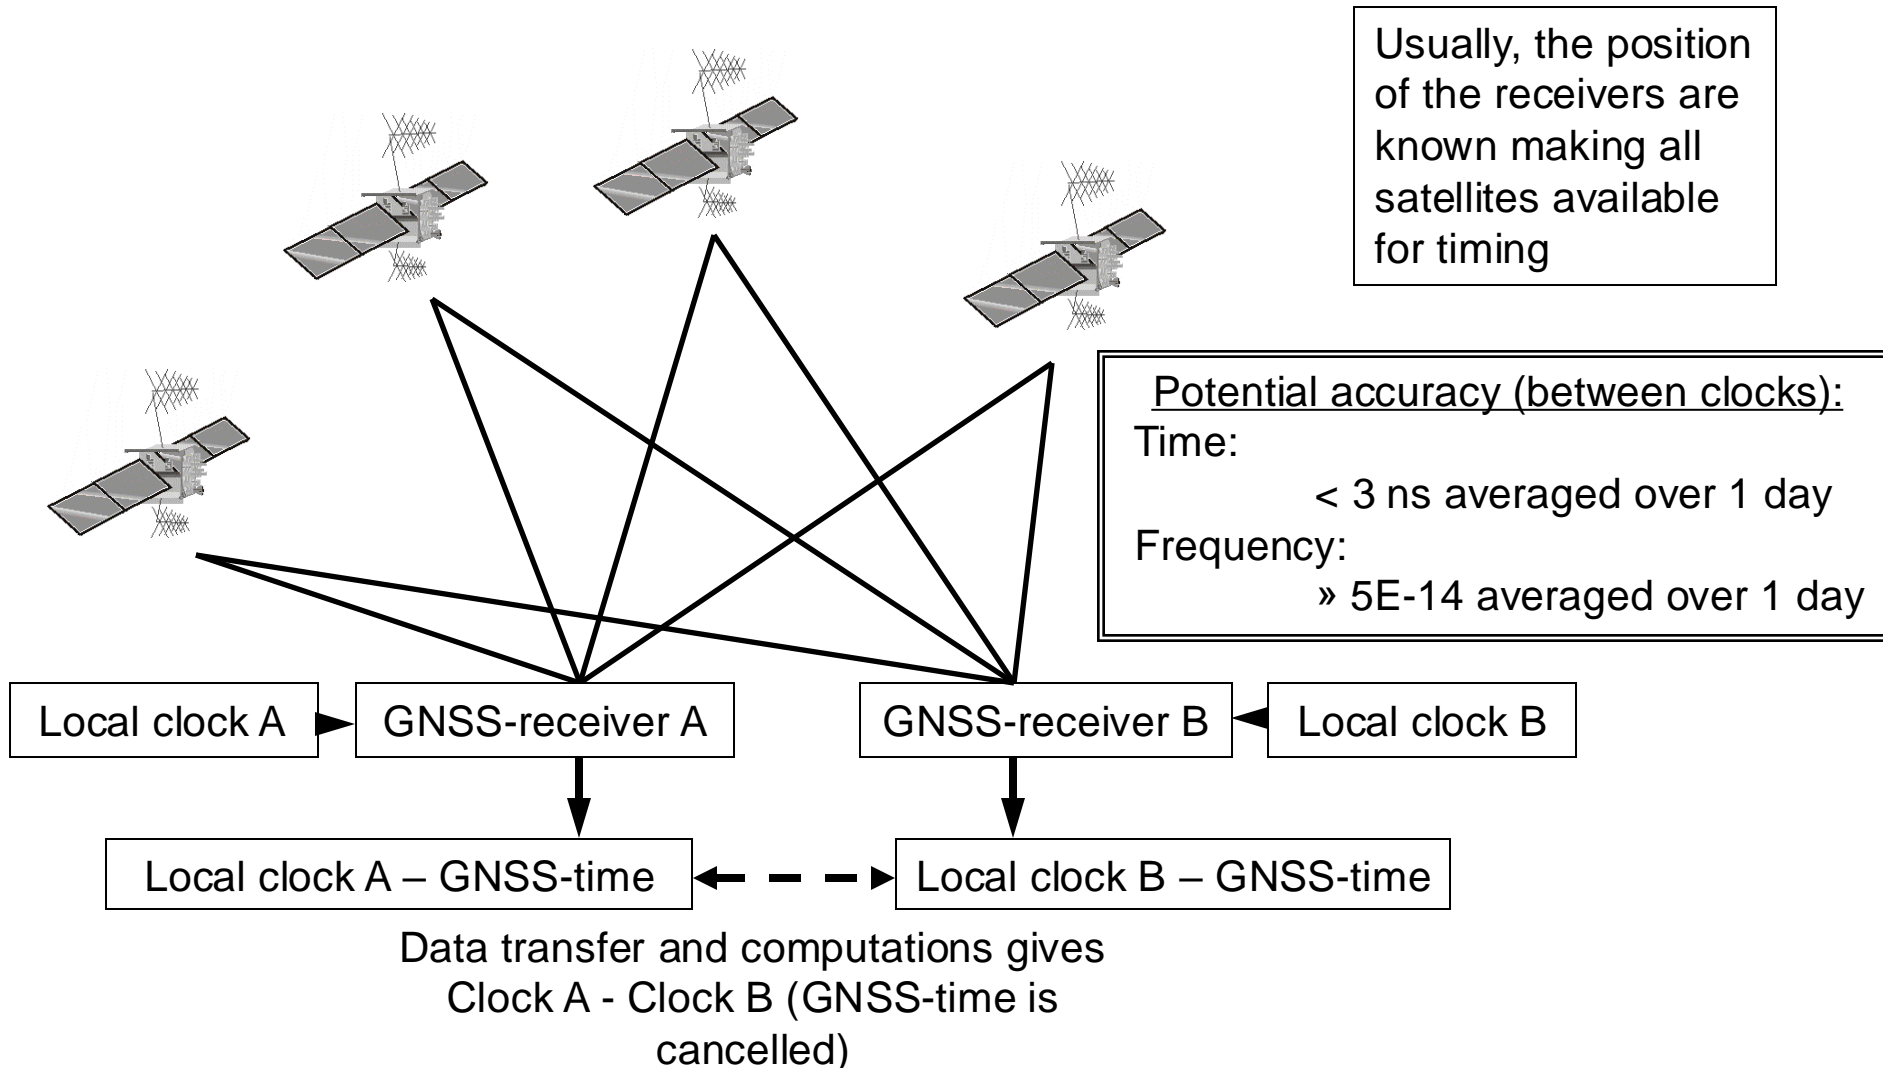 Usually, the position
of the receivers are
known making all
satellites available
for timing
Potential accuracy (between clocks):
Time:
< 3 ns averaged over 1 day
Frequency:
» 5E-14 averaged over 1 day
Local clock A
GNSS-receiver A
GNSS-receiver B
Local clock B
Local clock A – GNSS-time
Local clock B – GNSS-time
Data transfer and computations gives
Clock A - Clock B (GNSS-time is
cancelled)